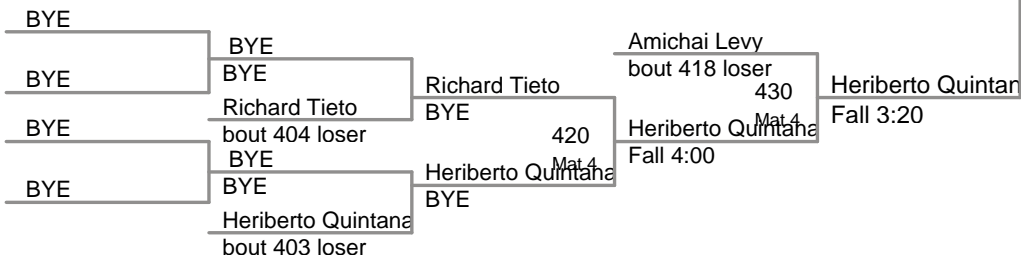 BYE
BYE
BYE
BYE
BYE
BYE
Richard Tieto
bout 404 loser
BYE
BYE
Heriberto Quintana
bout 403 loser
Richard Tieto
BYE
420
Mat 4
Heriberto Quintana
BYE
Amichai Levy
bout 418 loser
430
Mat 4
Heriberto Quintana
Fall 4:00
Heriberto Quintan
Fall 3:20